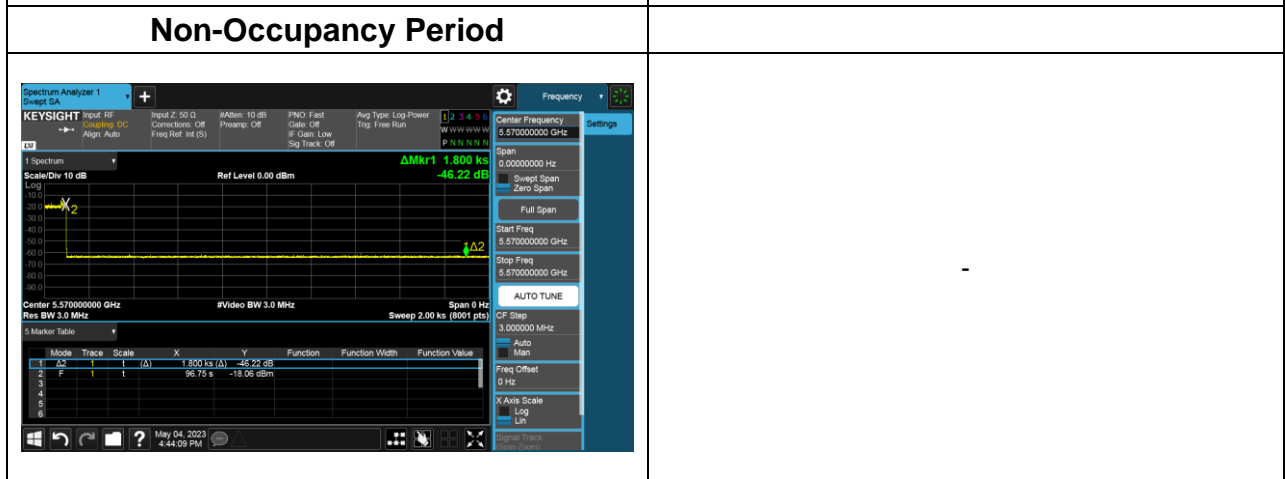 Non-Occupancy Period
Spectrum Analyzer 1
Swept SA
Frequency
KEYSIGHT
Input: RF
Coupling: DC
Align: Auto
Input Z: 50 Ω
Corrections: Off
Freq Ref: Int (S)
#Atten: 10 dB
Preamp: Off
PNO: Fast
Gate: Off
IF Gain: Low
Sig Track: Off
Avg Type: Log-Power
Trig: Free Run
1 2 3 4 5 6
W W W W W W
P N N N N N
LXI
1 Spectrum
ΔMkr1 1.800 ks
-46.22 dB
Scale/Div 10 dB
Ref Level 0.00 dBm
Log
-10.0
-20.0
-30.0
-40.0
-50.0
-60.0
-70.0
-80.0
-90.0
2
1Δ2
Center 5.570000000 GHz
#Video BW 3.0 MHz
Span 0 Hz
Res BW 3.0 MHz
Sweep 2.00 ks (8001 pts)
5 Marker Table
Mode Trace Scale X Y Function Function Width Function Value
1 Δ2 1 t (Δ) 1.800 ks (Δ) -46.22 dB
2 F 1 t 96.75 s -18.06 dBm
3
4
5
6
May 04, 2023
4:44:09 PM
Center Frequency
5.570000000 GHz
Settings
Span
0.00000000 Hz
Swept Span
Zero Span
Full Span
Start Freq
5.570000000 GHz
Stop Freq
5.570000000 GHz
AUTO TUNE
CF Step
3.000000 MHz
Auto
Man
Freq Offset
0 Hz
X Axis Scale
Log
Lin
Signal Track
(Span Zoom)
-